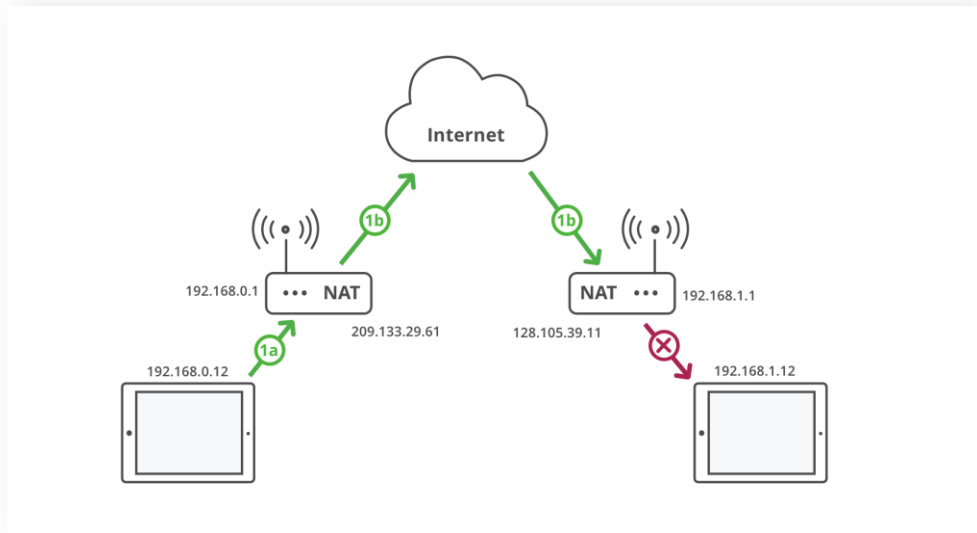 Internet
1b
1b
192.168.0.1
••• NAT
NAT •••
192.168.1.1
209.133.29.61
128.105.39.11
1a
192.168.0.12
192.168.1.12